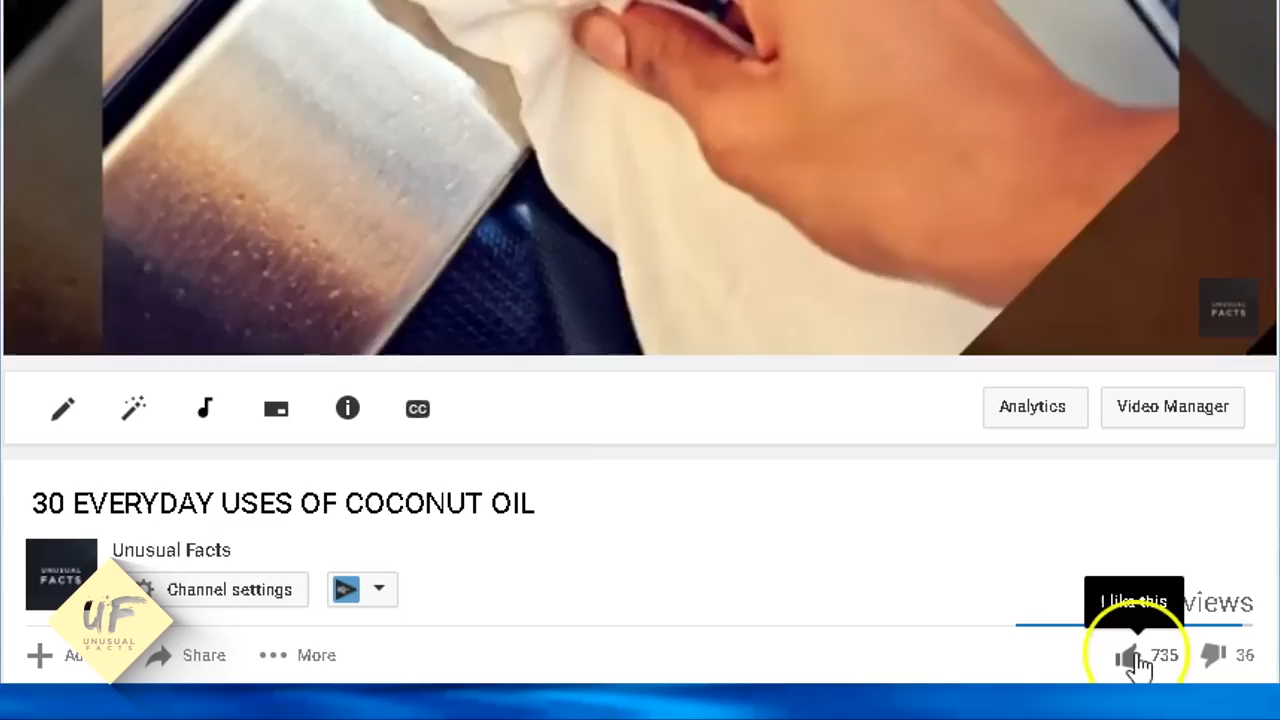 UNUSUAL
FACTS
CC
Analytics
Video Manager
30 EVERYDAY USES OF COCONUT OIL
UNUSUAL
FACTS
Unusual Facts
Channel settings
I like this
views
UF
UNUSUAL
FACTS
Share
More
735
36